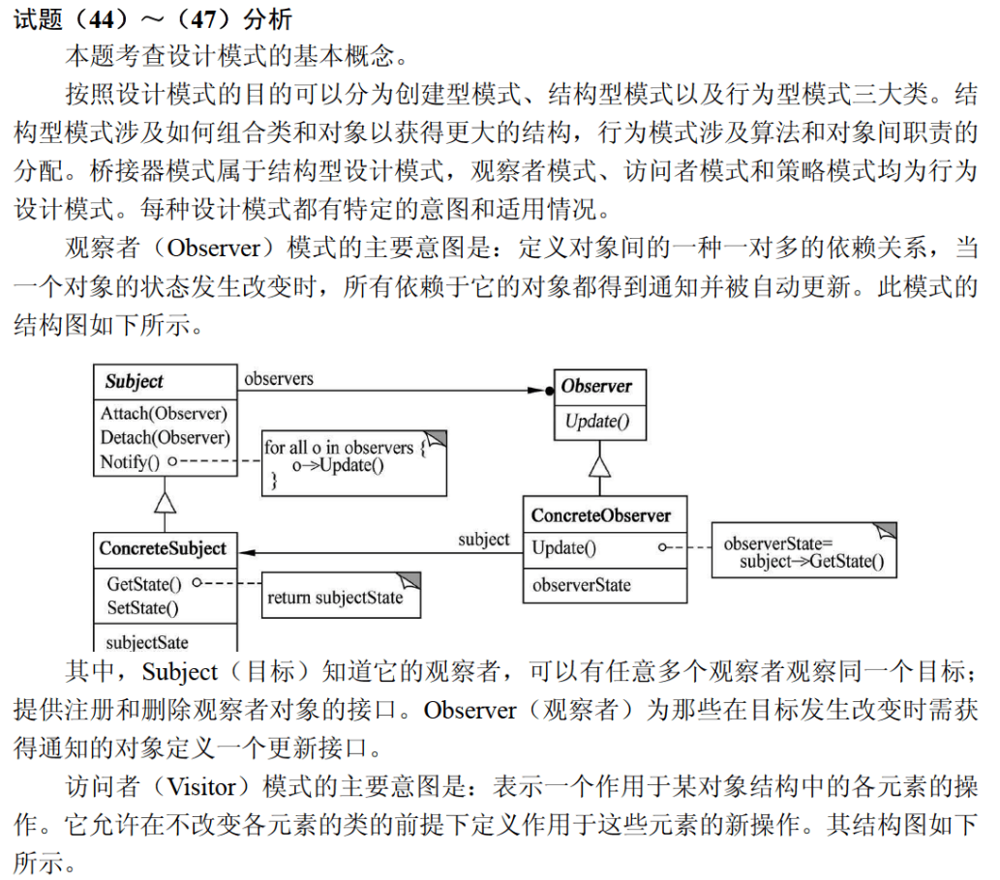 试题（44）～（47）分析
本题考查设计模式的基本概念。
按照设计模式的目的可以分为创建型模式、结构型模式以及行为型模式三大类。结
构型模式涉及如何组合类和对象以获得更大的结构，行为模式涉及算法和对象间职责的
分配。桥接器模式属于结构型设计模式，观察者模式、访问者模式和策略模式均为行为
设计模式。每种设计模式都有特定的意图和适用情况。
观察者（Observer）模式的主要意图是：定义对象间的一种一对多的依赖关系，当
一个对象的状态发生改变时，所有依赖于它的对象都得到通知并被自动更新。此模式的
结构图如下所示。
Subject
Attach(Observer)
Detach(Observer)
Notify()
observers
for all o in observers {
o->Update()
}
Observer
Update()
ConcreteSubject
GetState()
SetState()
subjectSate
return subjectState
subject
ConcreteObserver
Update()
observerState
observerState=
subject->GetState()
其中，Subject（目标）知道它的观察者，可以有任意多个观察者观察同一个目标；
提供注册和删除观察者对象的接口。Observer（观察者）为那些在目标发生改变时需获
得通知的对象定义一个更新接口。
访问者（Visitor）模式的主要意图是：表示一个作用于某对象结构中的各元素的操
作。它允许在不改变各元素的类的前提下定义作用于这些元素的新操作。其结构图如下
所示。